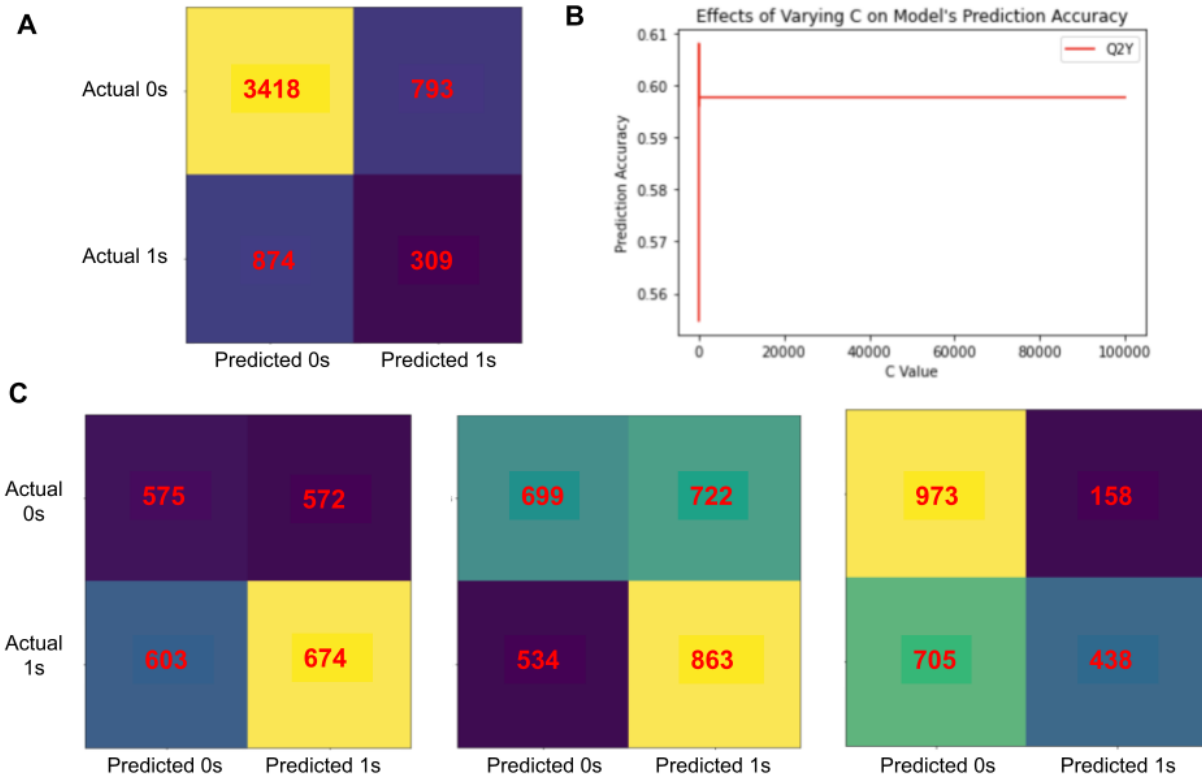 A
Actual 0s
3418
793
Actual 1s
874
309
Predicted 0s
Predicted 1s
B
Effects of Varying C on Model's Prediction Accuracy
Q2Y
0.61
0.60
0.59
0.58
0.57
0.56
Prediction Accuracy
0
20000
40000
60000
80000
100000
C Value
C
Actual
0s
575
572
Actual
1s
603
674
Predicted 0s
Predicted 1s
699
722
534
863
Predicted 0s
Predicted 1s
973
158
705
438
Predicted 0s
Predicted 1s